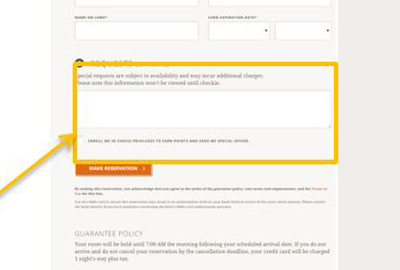 NAME ON CARD*
CARD EXPIRATION DATE*
REQUESTS
special requests are subject to availability and may incur additional charges.
Please note this information won't be viewed until checkin.
ENROLL ME IN CHOICE PRIVILEGES TO EARN POINTS AND SEND ME SPECIAL OFFERS.
MAKE RESERVATION
By making this reservation, you acknowledge that you agree to the terms of the guarantee policy, rate terms and requirements, and the Terms of
Use for this site.
GUARANTEE POLICY
Your room will be held until 7:00 AM the morning following your scheduled arrival date. If you do not
arrive and do not cancel your reservation by the cancellation deadline, your credit card will be charged
1 night's stay plus tax.